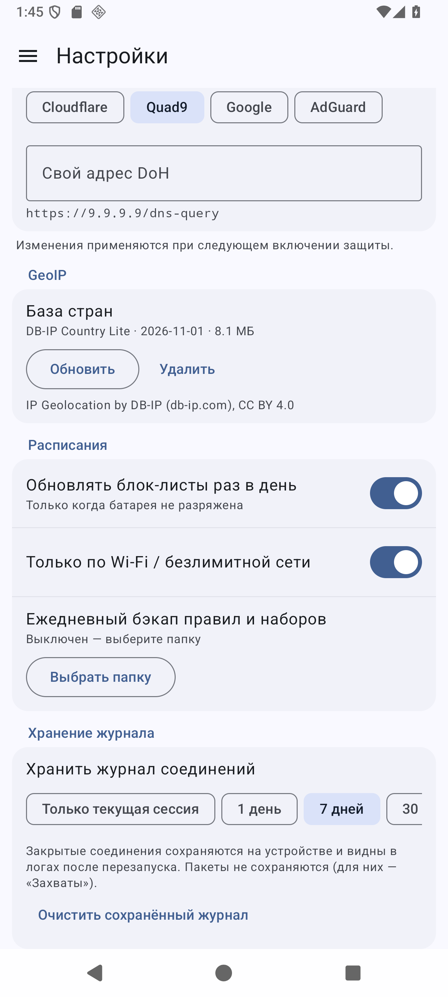 1:45
Настройки
Cloudflare
Quad9
Google
AdGuard
Свой адрес DoH
https://9.9.9.9/dns-query
Изменения применяются при следующем включении защиты.
GeoIP
База стран
DB-IP Country Lite · 2026-11-01 · 8.1 МБ
Обновить
Удалить
IP Geolocation by DB-IP (db-ip.com), CC BY 4.0
Расписания
Обновлять блок-листы раз в день
Только когда батарея не разряжена
Только по Wi-Fi / безлимитной сети
Ежедневный бэкап правил и наборов
Выключен — выберите папку
Выбрать папку
Хранение журнала
Хранить журнал соединений
Только текущая сессия
1 день
7 дней
30
Закрытые соединения сохраняются на устройстве и видны в
логах после перезапуска. Пакеты не сохраняются (для них —
«Захваты»).
Очистить сохранённый журнал